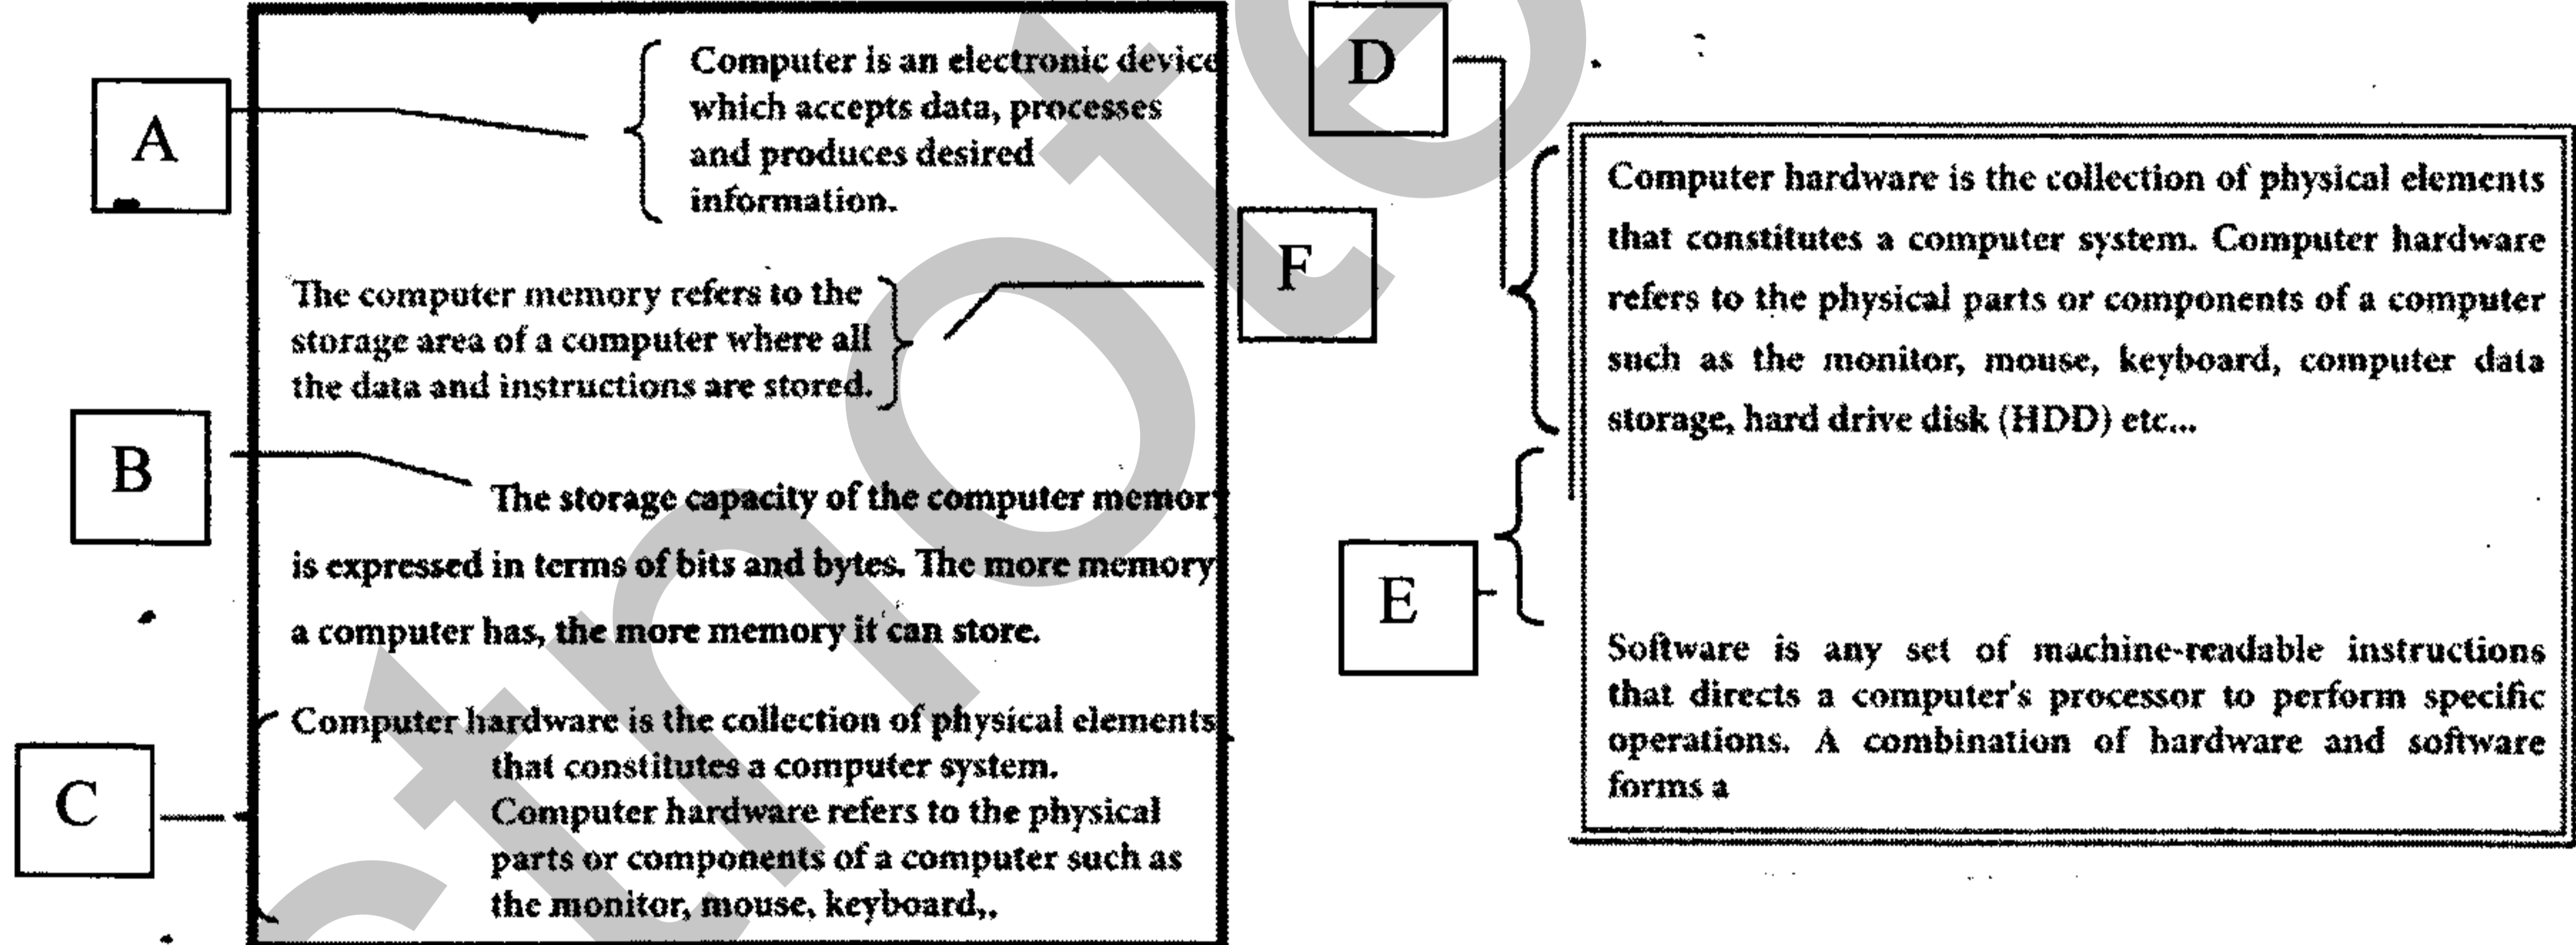 A
Computer is an electronic device
which accepts data, processes
and produces desired
information.
F
The computer memory refers to the
storage area of a computer where all
the data and instructions are stored.
B
The storage capacity of the computer memory
is expressed in terms of bits and bytes. The more memory
a computer has, the more memory it can store.
C
Computer hardware is the collection of physical elements
that constitutes a computer system.
Computer hardware refers to the physical
parts or components of a computer such as
the monitor, mouse, keyboard,.
D
Computer hardware is the collection of physical elements
that constitutes a computer system. Computer hardware
refers to the physical parts or components of a computer
such as the monitor, mouse, keyboard, computer data
storage, hard drive disk (HDD) etc...
E
Software is any set of machine-readable instructions
that directs a computer's processor to perform specific
operations. A combination of hardware and software
forms a